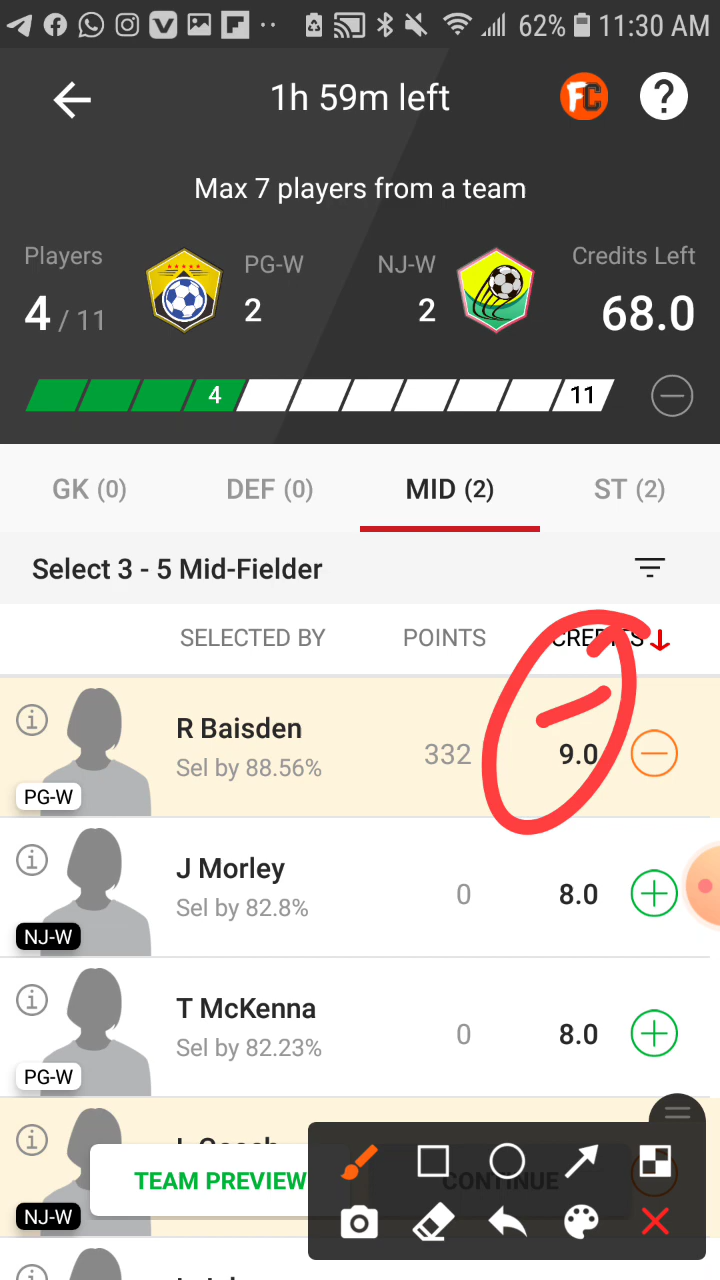 62% 11:30 AM
1h 59m left FC ?
Max 7 players from a team
Players PG-W NJ-W Credits Left
4 / 11 2 2 68.0
4 11
GK (0) DEF (0) MID (2) ST (2)
Select 3 - 5 Mid-Fielder
SELECTED BY POINTS CREDITS
R Baisden
332 9.0
Sel by 88.56%
PG-W
J Morley
0 8.0
Sel by 82.8%
NJ-W
T McKenna
0 8.0
Sel by 82.23%
PG-W
TEAM PREVIEW CONTINUE
NJ-W